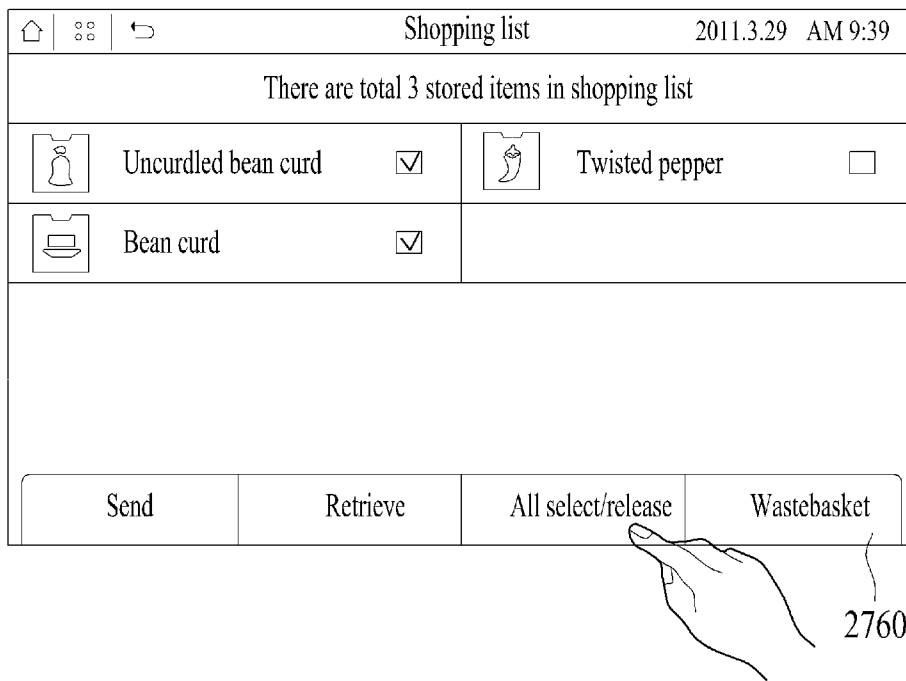 Shopping list 2011.3.29 AM 9:39
There are total 3 stored items in shopping list
Uncurdled bean curd Twisted pepper
Bean curd
Send Retrieve All select/release Wastebasket
2760